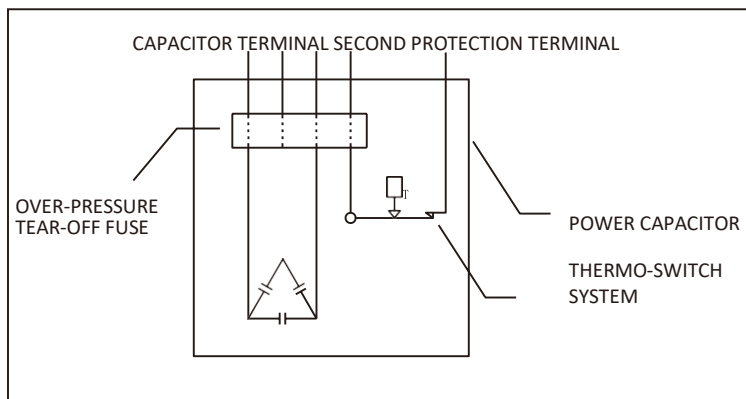 CAPACITOR TERMINAL SECOND PROTECTION TERMINAL
T
OVER-PRESSURE
TEAR-OFF FUSE
POWER CAPACITOR
THERMO-SWITCH
SYSTEM